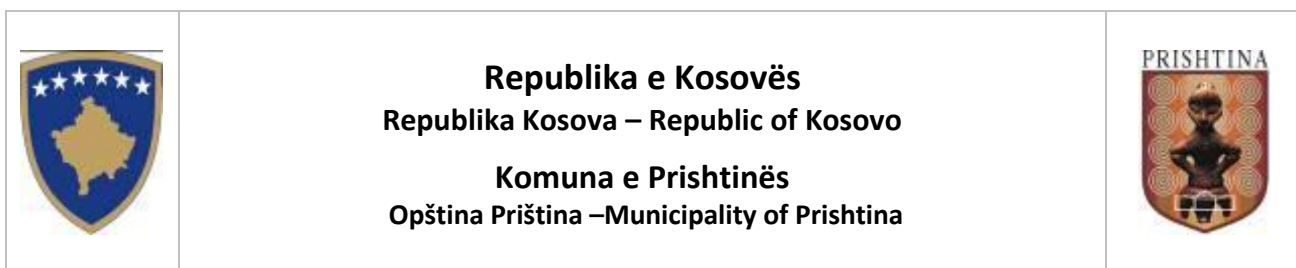 Republika e Kosovës
Republika Kosova – Republic of Kosovo
Komuna e Prishtinës
Opština Priština –Municipality of Prishtina
PRISHTINA